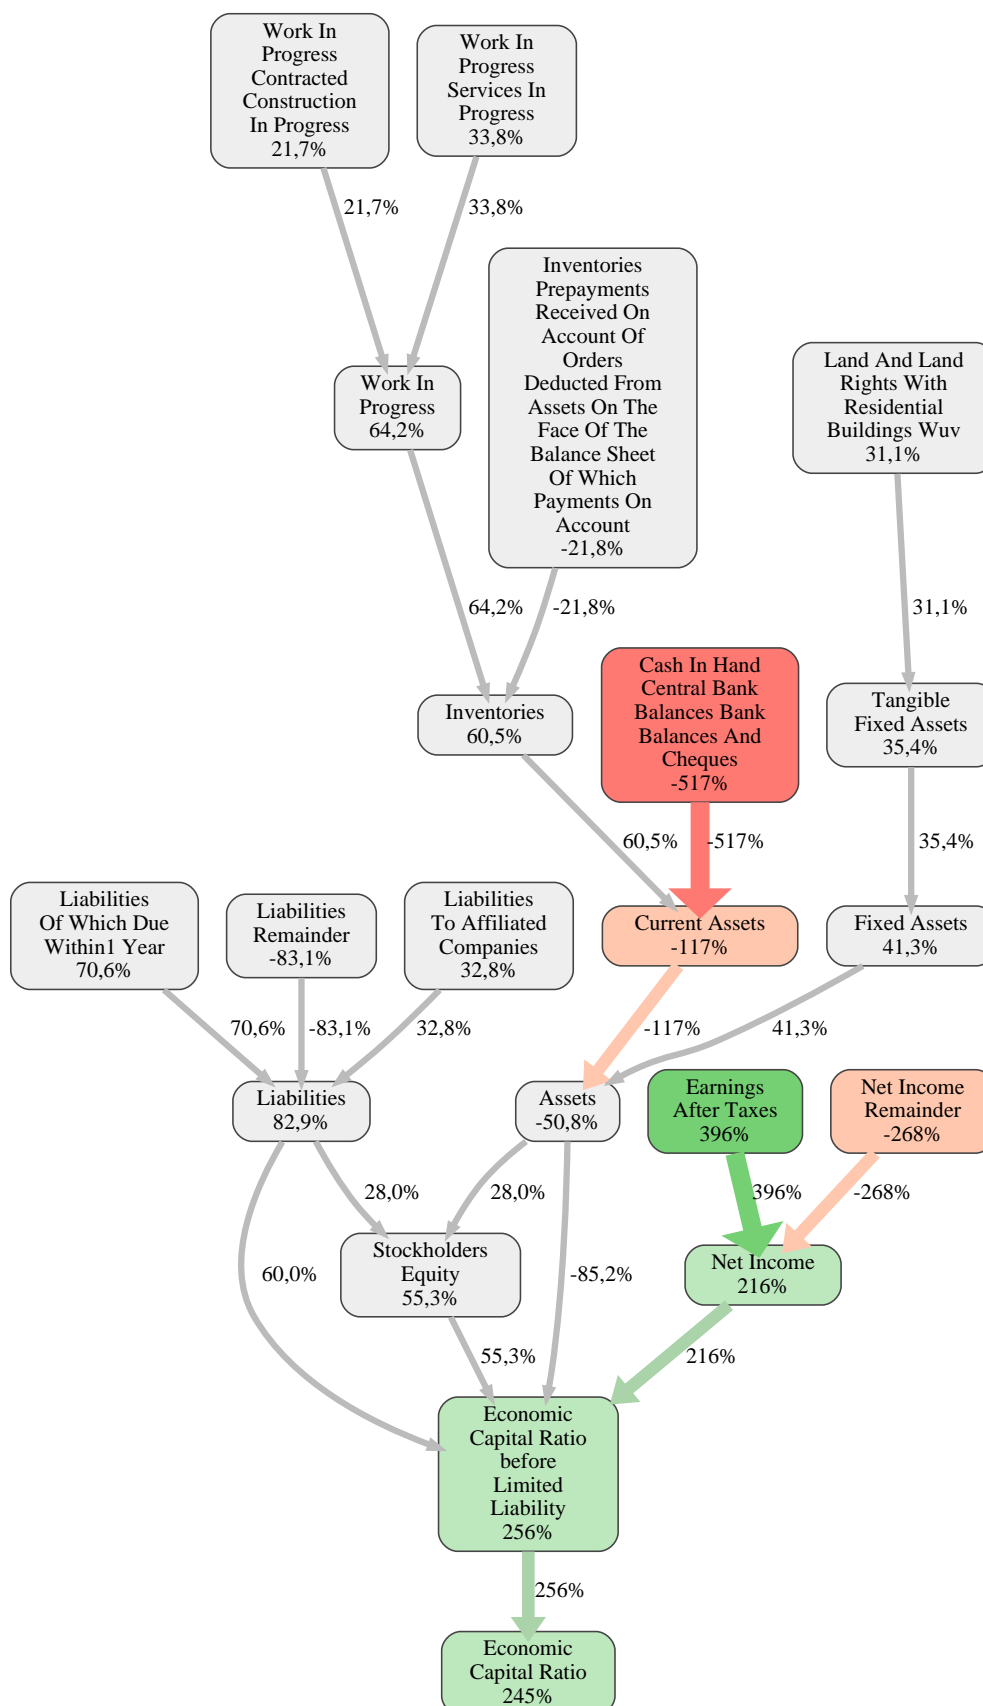 Work In
Progress
Contracted
Construction
In Progress
21,7%
Work In
Progress
Services In
Progress
33,8%
21,7%
33,8%
Inventories
Prepayments
Received On
Account Of
Orders
Deducted From
Assets On The
Face Of The
Balance Sheet
Of Which
Payments On
Account
-21,8%
Land And Land
Rights With
Residential
Buildings Wuv
31,1%
Work In
Progress
64,2%
64,2%
-21,8%
31,1%
Cash In Hand
Central Bank
Balances Bank
Balances And
Cheques
-517%
Inventories
60,5%
Tangible
Fixed Assets
35,4%
60,5%
-517%
35,4%
Liabilities
Of Which Due
Within1 Year
70,6%
Liabilities
Remainder
-83,1%
Liabilities
To Affiliated
Companies
32,8%
Current Assets
-117%
Fixed Assets
41,3%
70,6%
-83,1%
32,8%
-117%
41,3%
Liabilities
82,9%
Assets
-50,8%
Earnings
After Taxes
396%
Net Income
Remainder
-268%
28,0%
28,0%
396%
-268%
Stockholders
Equity
55,3%
Net Income
216%
60,0%
-85,2%
55,3%
216%
Economic
Capital Ratio
before
Limited
Liability
256%
256%
Economic
Capital Ratio
245%